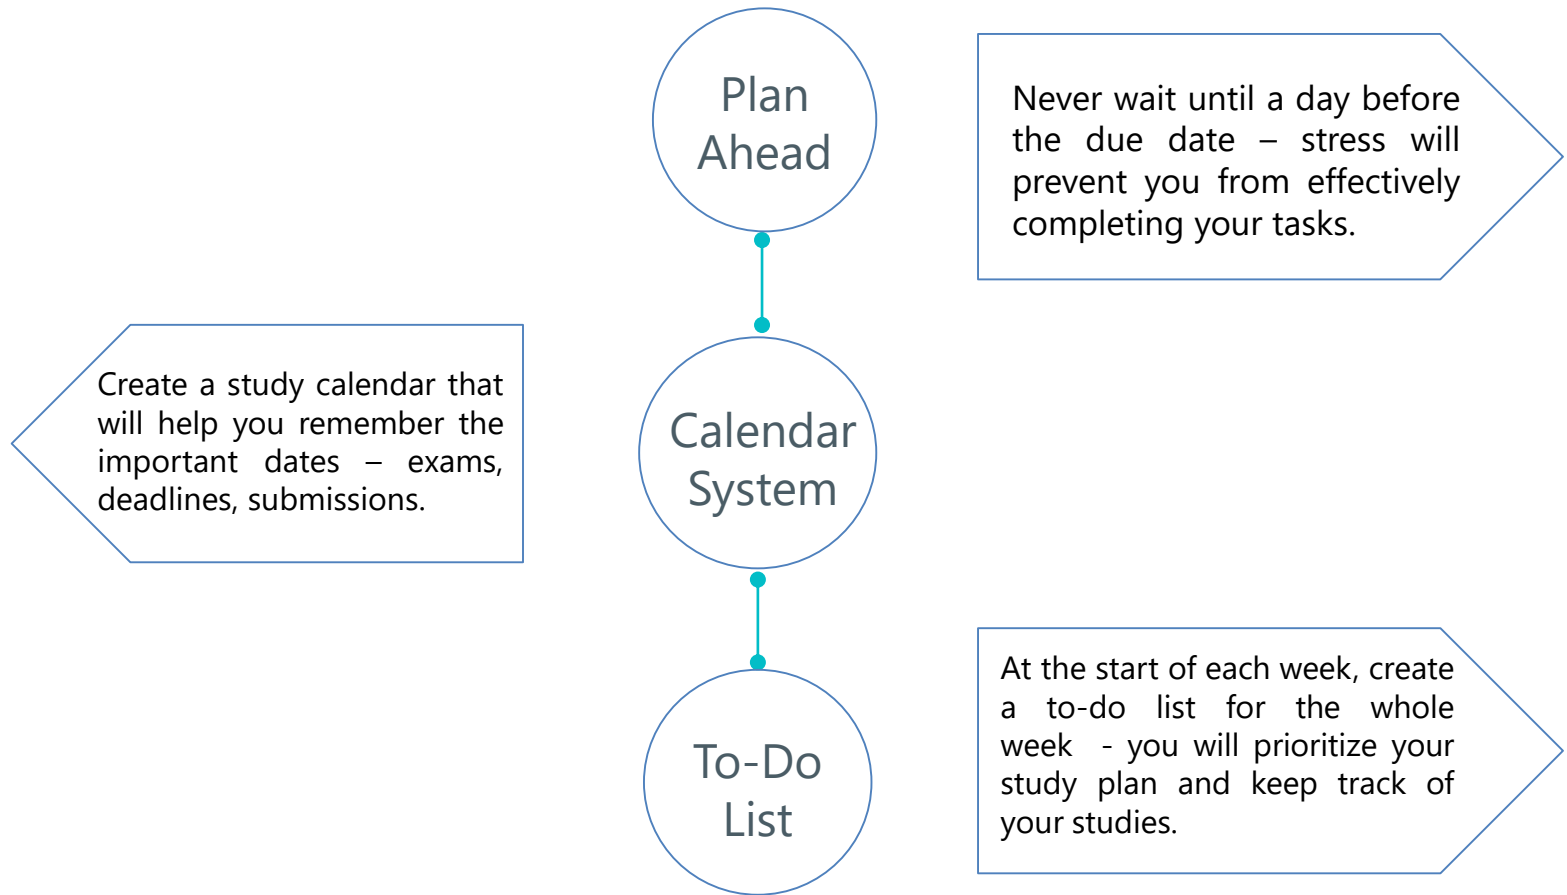 Plan
Ahead
Never wait until a day before
the due date – stress will
prevent you from effectively
completing your tasks.
Create a study calendar that
will help you remember the
important dates – exams,
deadlines, submissions.
Calendar
System
To-Do
List
At the start of each week, create
a to-do list for the whole
week - you will prioritize your
study plan and keep track of
your studies.